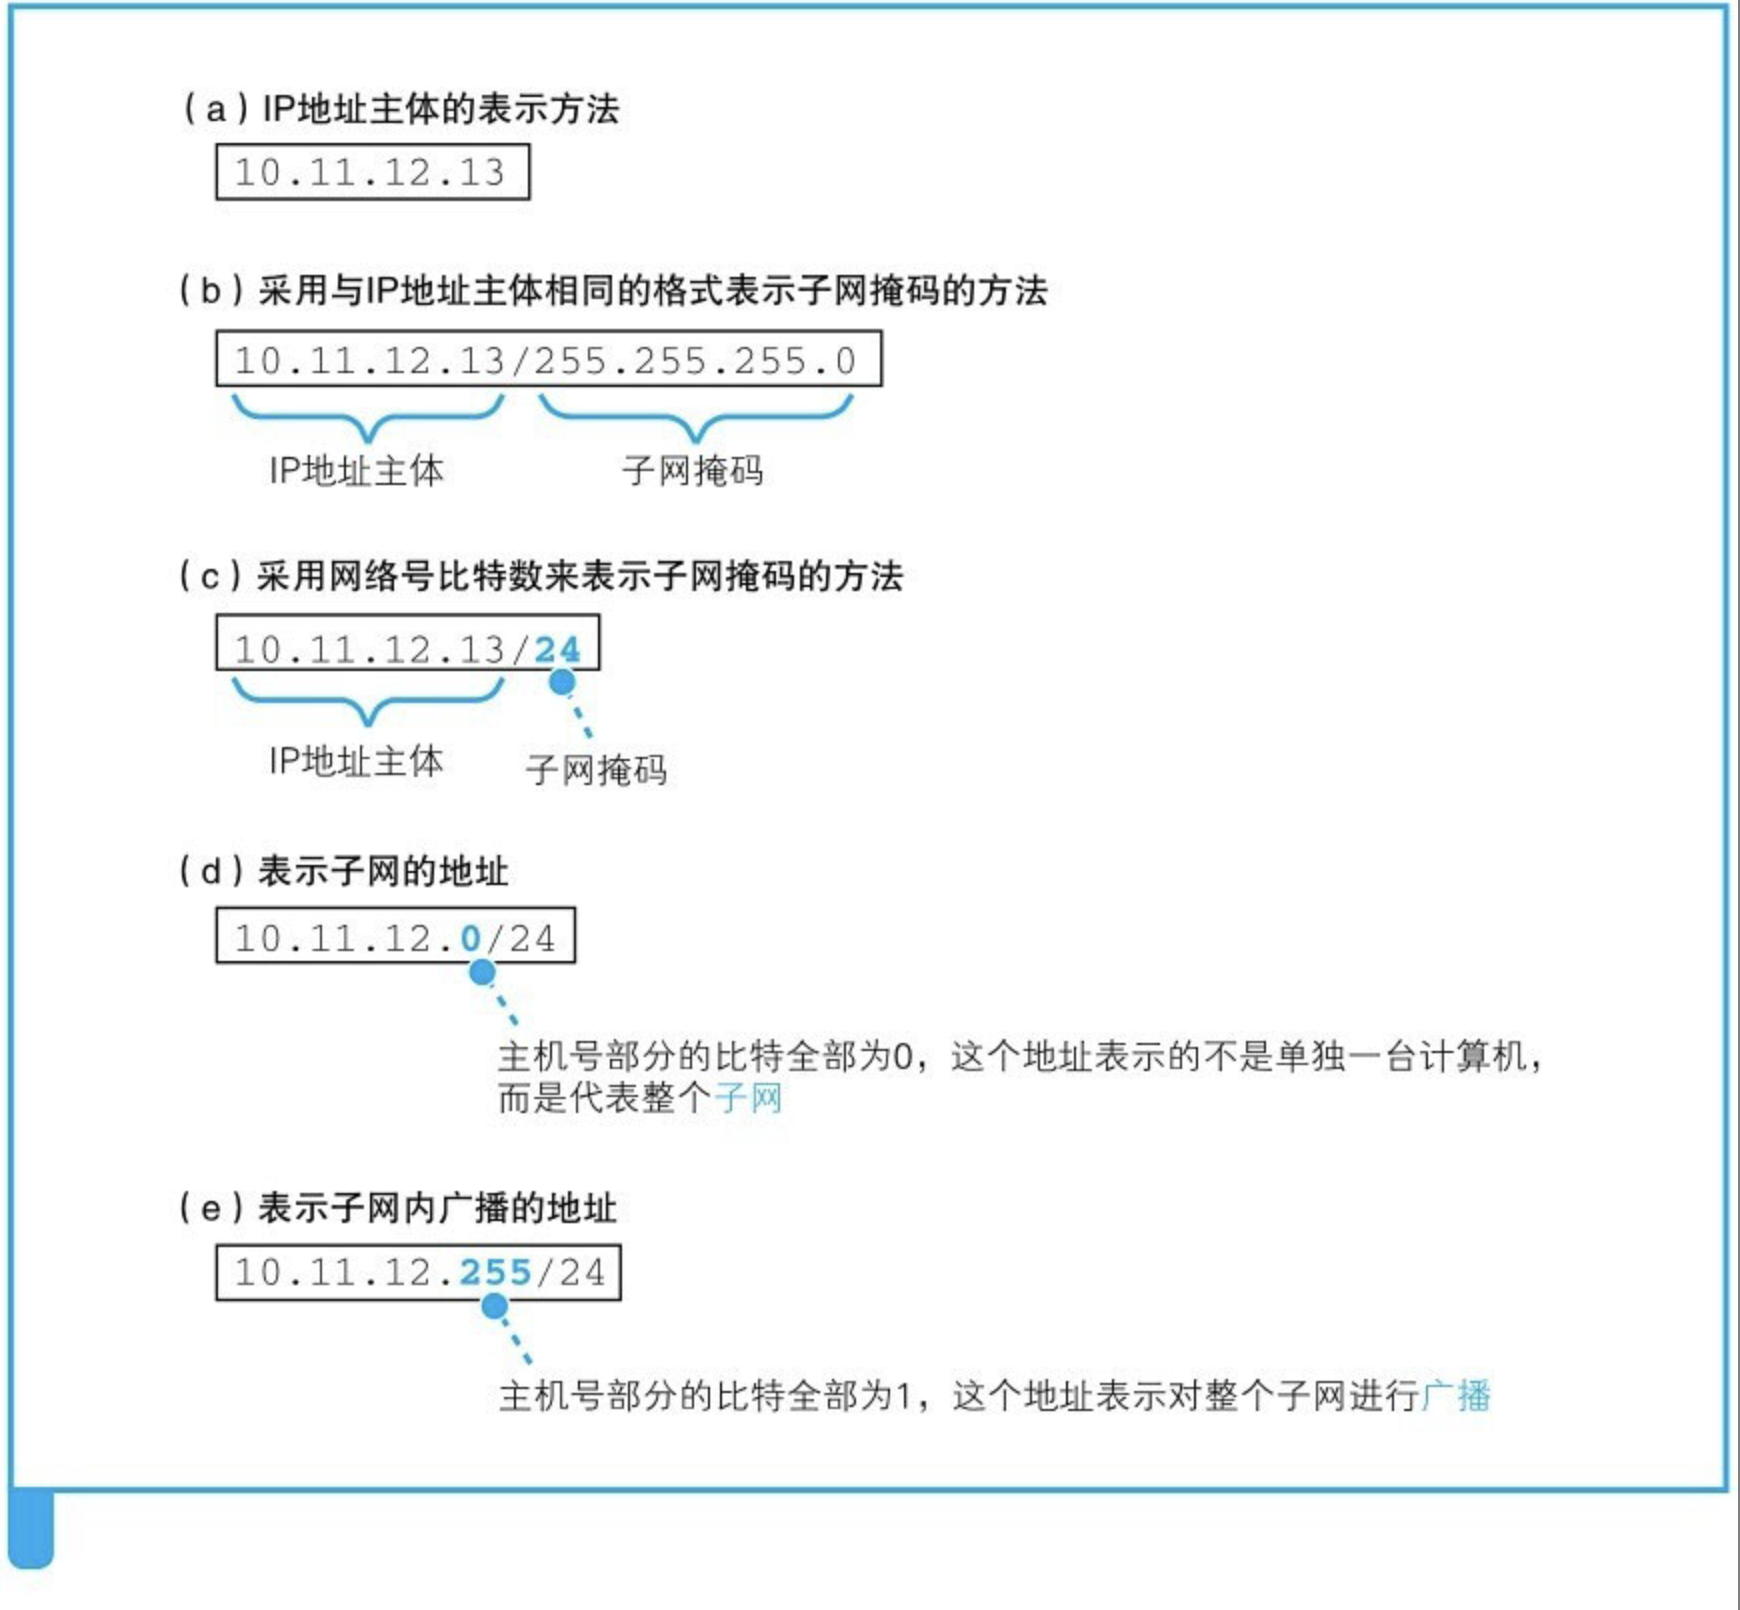 (a)IP地址主体的表示方法
10.11.12.13
(b)采用与IP地址主体相同的格式表示子网掩码的方法
10.11.12.13/255.255.255.0
IP地址主体 子网掩码
(c)采用网络号比特数来表示子网掩码的方法
10.11.12.13/24
IP地址主体 子网掩码
(d)表示子网的地址
10.11.12.0/24
主机号部分的比特全部为0，这个地址表示的不是单独一台计算机，
而是代表整个子网
(e)表示子网内广播的地址
10.11.12.255/24
主机号部分的比特全部为1，这个地址表示对整个子网进行广播